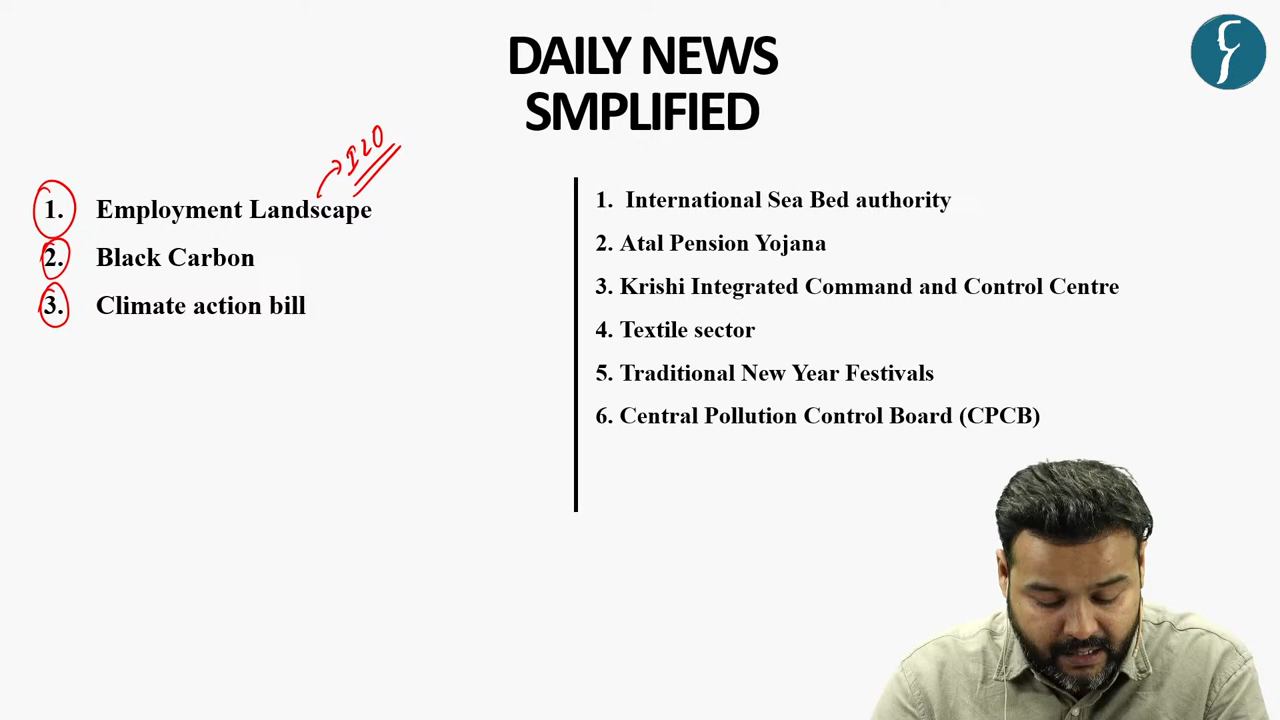 DAILY NEWS
SMPLIFIED
ILO
1. Employment Landscape
2. Black Carbon
3. Climate action bill
1. International Sea Bed authority
2. Atal Pension Yojana
3. Krishi Integrated Command and Control Centre
4. Textile sector
5. Traditional New Year Festivals
6. Central Pollution Control Board (CPCB)